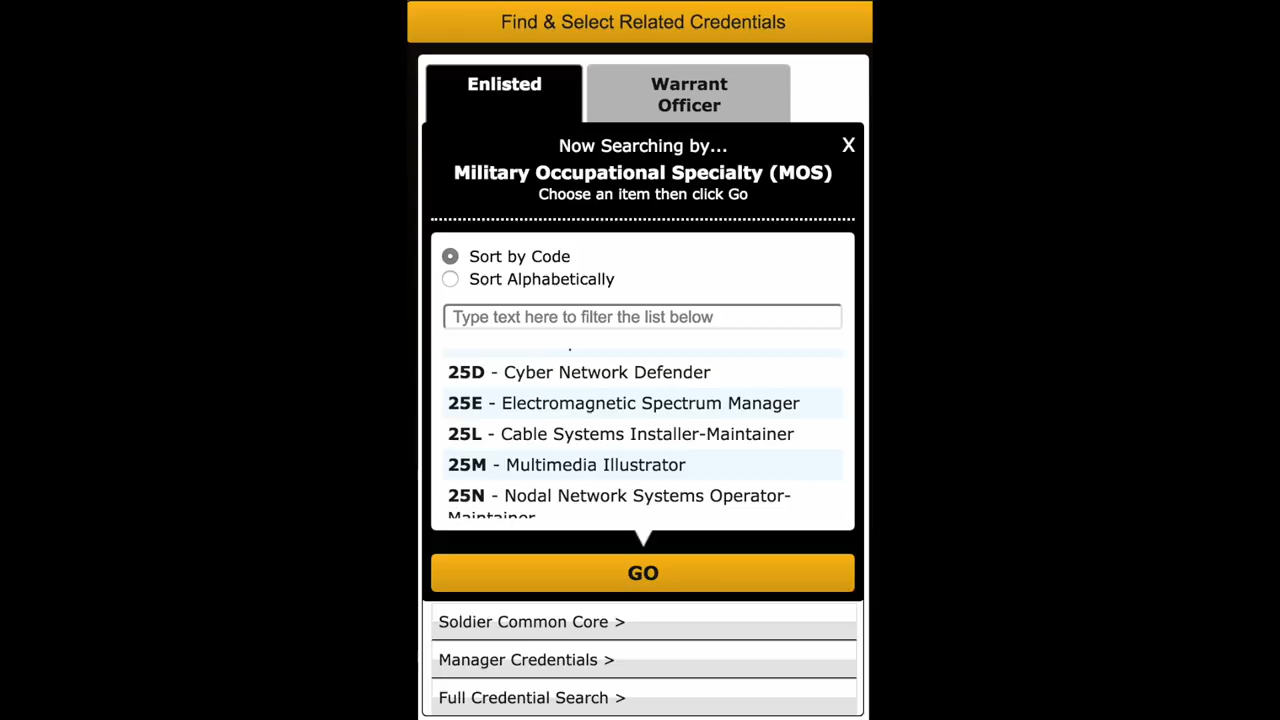 Find & Select Related Credentials
Enlisted
Warrant
Officer
Now Searching by...
X
Military Occupational Specialty (MOS)
Choose an item then click Go
Sort by Code
Sort Alphabetically
Type text here to filter the list below
25D - Cyber Network Defender
25E - Electromagnetic Spectrum Manager
25L - Cable Systems Installer-Maintainer
25M - Multimedia Illustrator
25N - Nodal Network Systems Operator-
Maintainer
GO
Soldier Common Core >
Manager Credentials >
Full Credential Search >